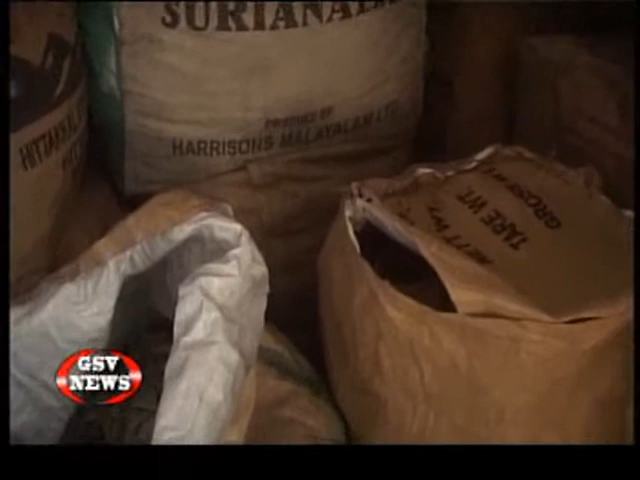 SURIANAL
PRODUCE OF
HARRISONS MALAYALAM LTD
NETT WT.
TARE WT.
GROSS WT.
GSV
NEWS